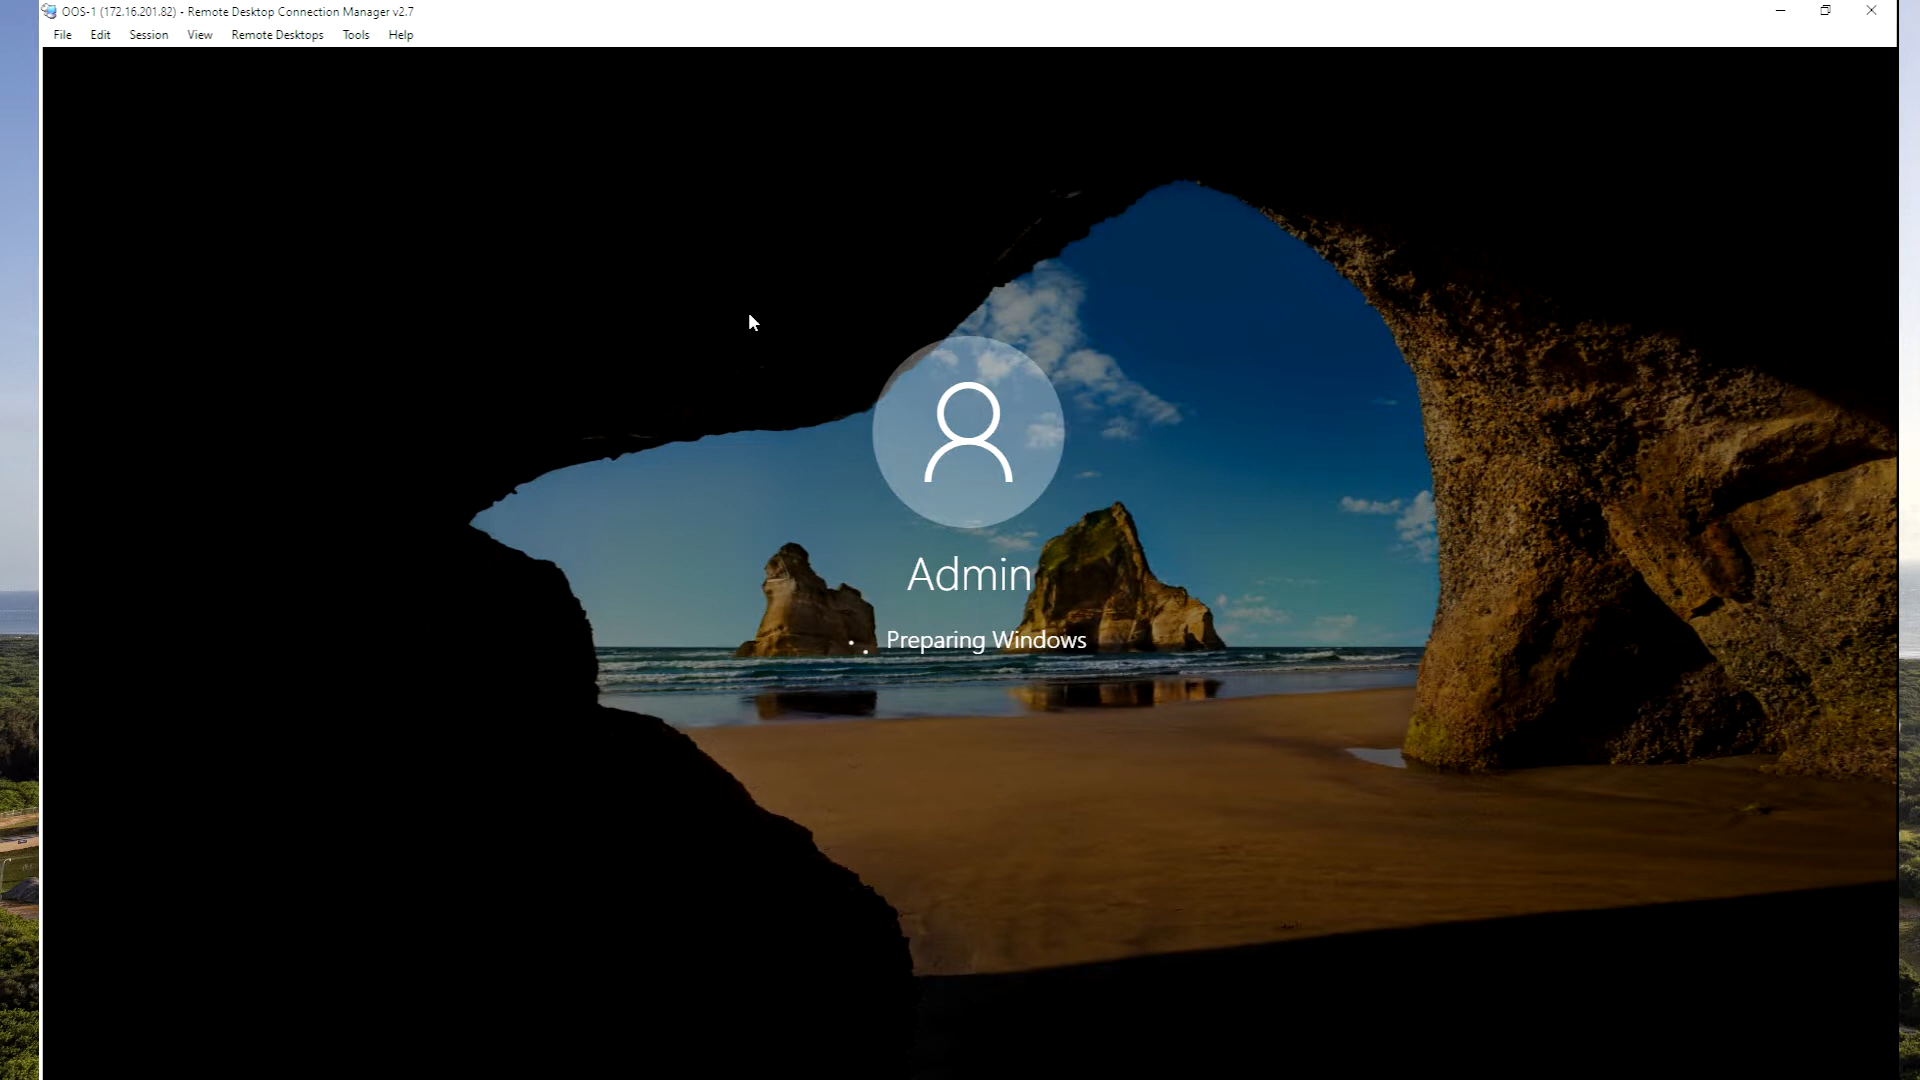 OOS-1 (172.16.201.82) - Remote Desktop Connection Manager v2.7
File Edit Session View Remote Desktops Tools Help
Admin
Preparing Windows